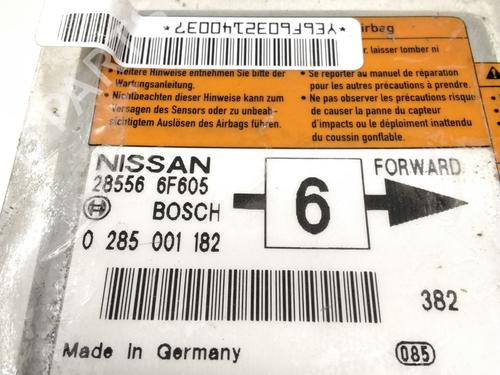 *YE6F6032140037*
Airbag
laisser tomber ni
• Weitere Hinweise entnehmen Sie bitte der
Wartungsanleitung.
• Nichtbeachten dieser Hinweise kann zum
Versagen des Sensors oder zu unbeab-
sichtigtem Auslösen des Airbags führen.
• Se reporter au manuel de réparation
pour les autres précautions à prendre.
• Ne pas observer les précautions risque
de causer la panne du capteur
d'impacts ou le déploiement inattendu
du coussin gonflable.
NISSAN
28556 6F605
BOSCH
0 285 001 182
6
FORWARD
382
Made in Germany
085